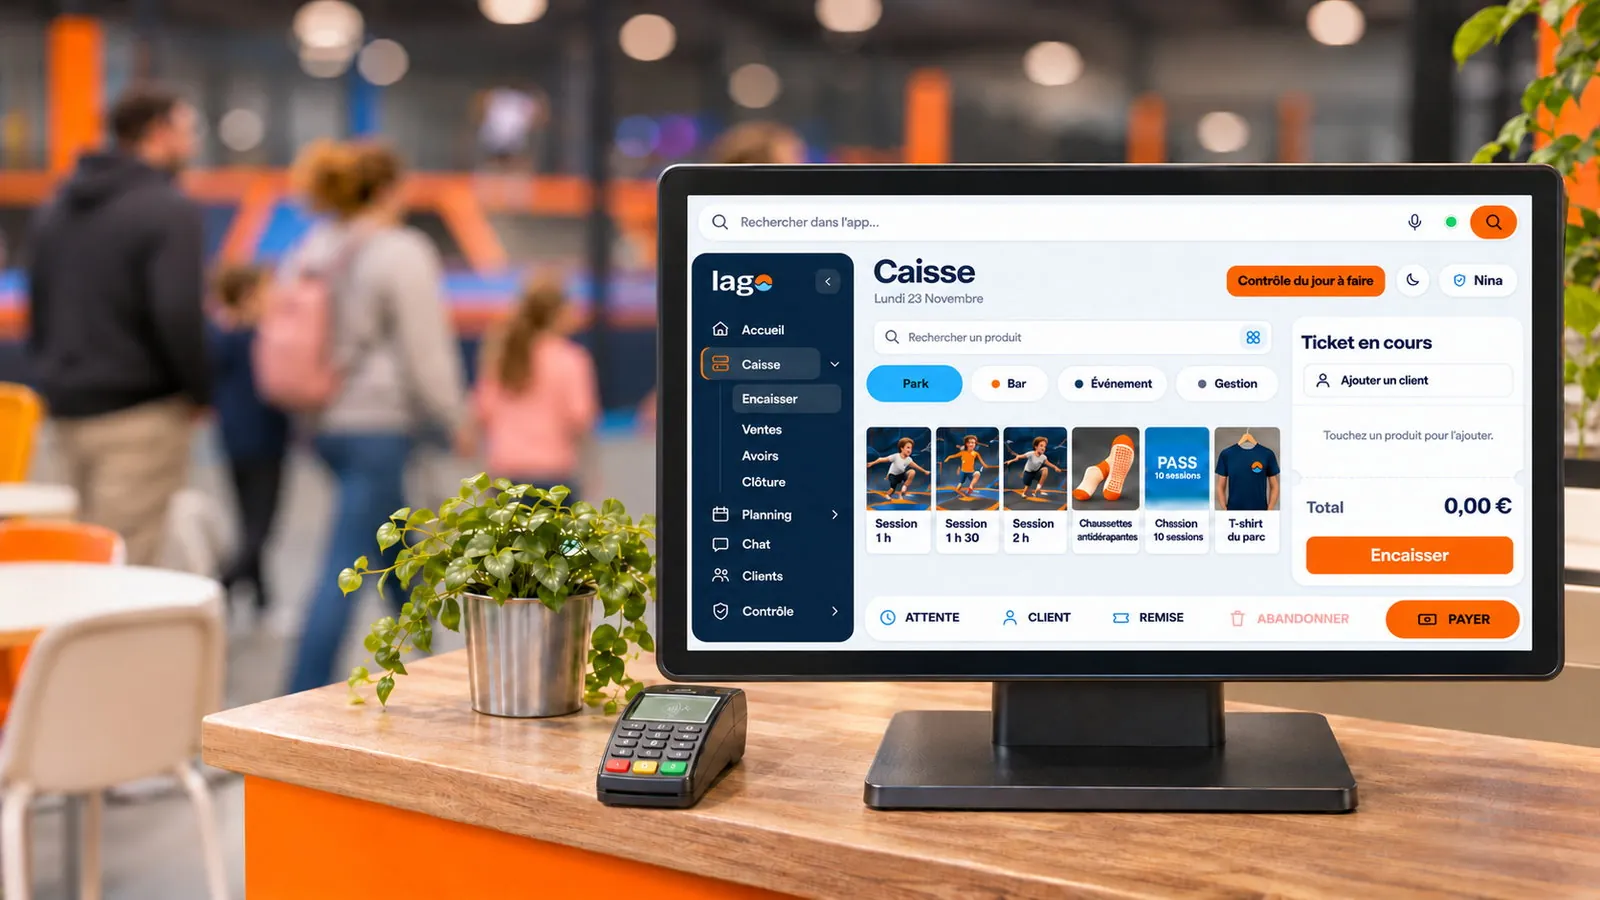 Rechercher dans l'app...
lago
Accueil
Caisse
Encaisser
Ventes
Avoirs
Clôture
Planning
Chat
Clients
Contrôle
Caisse
Lundi 23 Novembre
Contrôle du jour à faire
Nina
Rechercher un produit
Park
Bar
Événement
Gestion
PASS
10 sessions
Session
1 h
Session
1 h 30
Session
2 h
Chaussettes
antidérapantes
Chssion
10 sessions
T-shirt
du parc
Ticket en cours
Ajouter un client
Touchez un produit pour l'ajouter.
Total
0,00 €
Encaisser
ATTENTE
CLIENT
REMISE
ABANDONNER
PAYER